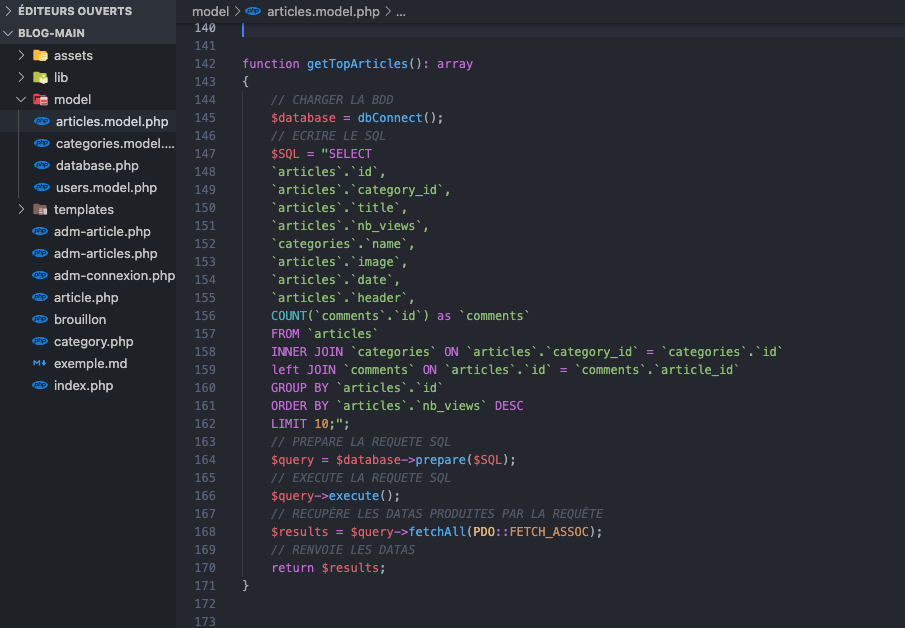 ÉDITEURS OUVERTS
BLOG-MAIN
assets
lib
model
articles.model.php
categories.model....
database.php
users.model.php
templates
adm-article.php
adm-articles.php
adm-connexion.php
article.php
brouillon
category.php
exemple.md
index.php
model > articles.model.php > ...
140
141
142 function getTopArticles(): array
143 {
144 // CHARGER LA BDD
145 $database = dbConnect();
146 // ECRIRE LE SQL
147 $SQL = "SELECT
148 `articles`.`id`,
149 `articles`.`category_id`,
150 `articles`.`title`,
151 `articles`.`nb_views`,
152 `categories`.`name`,
153 `articles`.`image`,
154 `articles`.`date`,
155 `articles`.`header`,
156 COUNT(`comments`.`id`) as `comments`
157 FROM `articles`
158 INNER JOIN `categories` ON `articles`.`category_id` = `categories`.`id`
159 left JOIN `comments` ON `articles`.`id` = `comments`.`article_id`
160 GROUP BY `articles`.`id`
161 ORDER BY `articles`.`nb_views` DESC
162 LIMIT 10;";
163 // PREPARE LA REQUETE SQL
164 $query = $database->prepare($SQL);
165 // EXECUTE LA REQUETE SQL
166 $query->execute();
167 // RECUPÉRE LES DATAS PRODUITES PAR LA REQUÊTE
168 $results = $query->fetchAll(PDO::FETCH_ASSOC);
169 // RENVOIE LES DATAS
170 return $results;
171 }
172
173